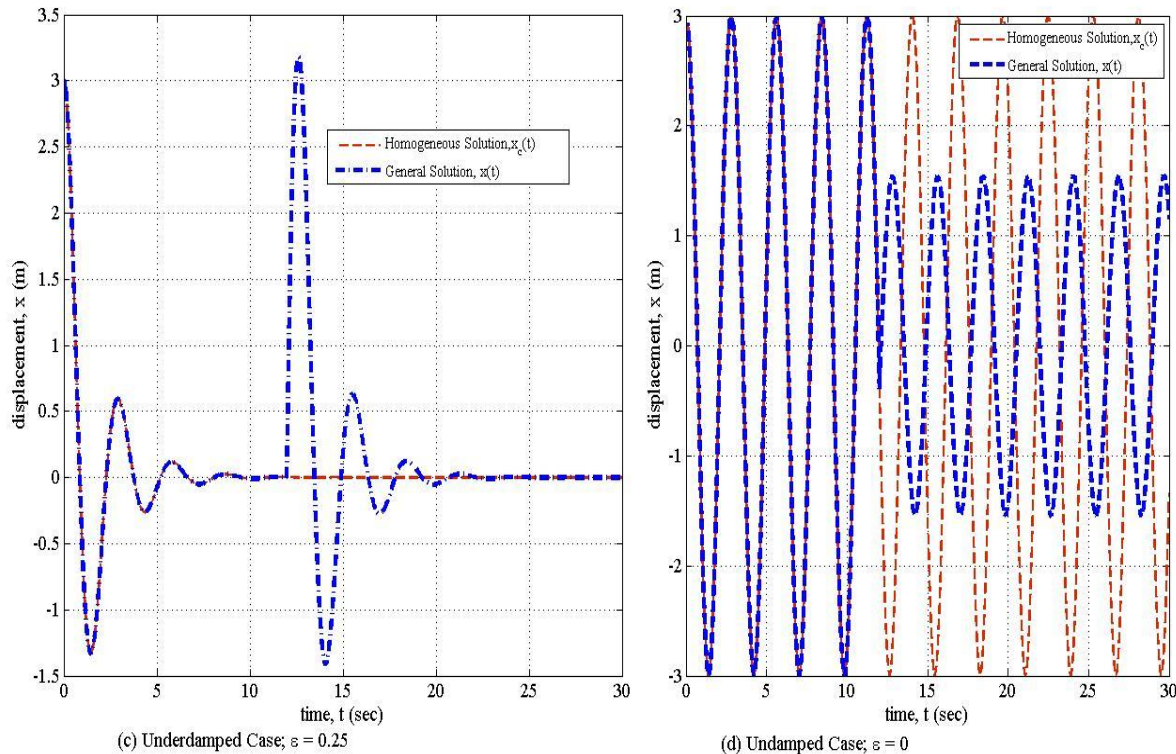 3.5
3
2.5
2
1.5
1
0.5
0
-0.5
-1
-1.5
displacement, x (m)
Homogeneous Solution,x_c(t)
General Solution, x(t)
0 5 10 15 20 25 30
time, t (sec)
(c) Underdamped Case; ε = 0.25
3
2
1
0
-1
-2
-3
displacement, x (m)
Homogeneous Solution,x_c(t)
General Solution, x(t)
0 5 10 15 20 25 30
time, t (sec)
(d) Undamped Case; ε = 0